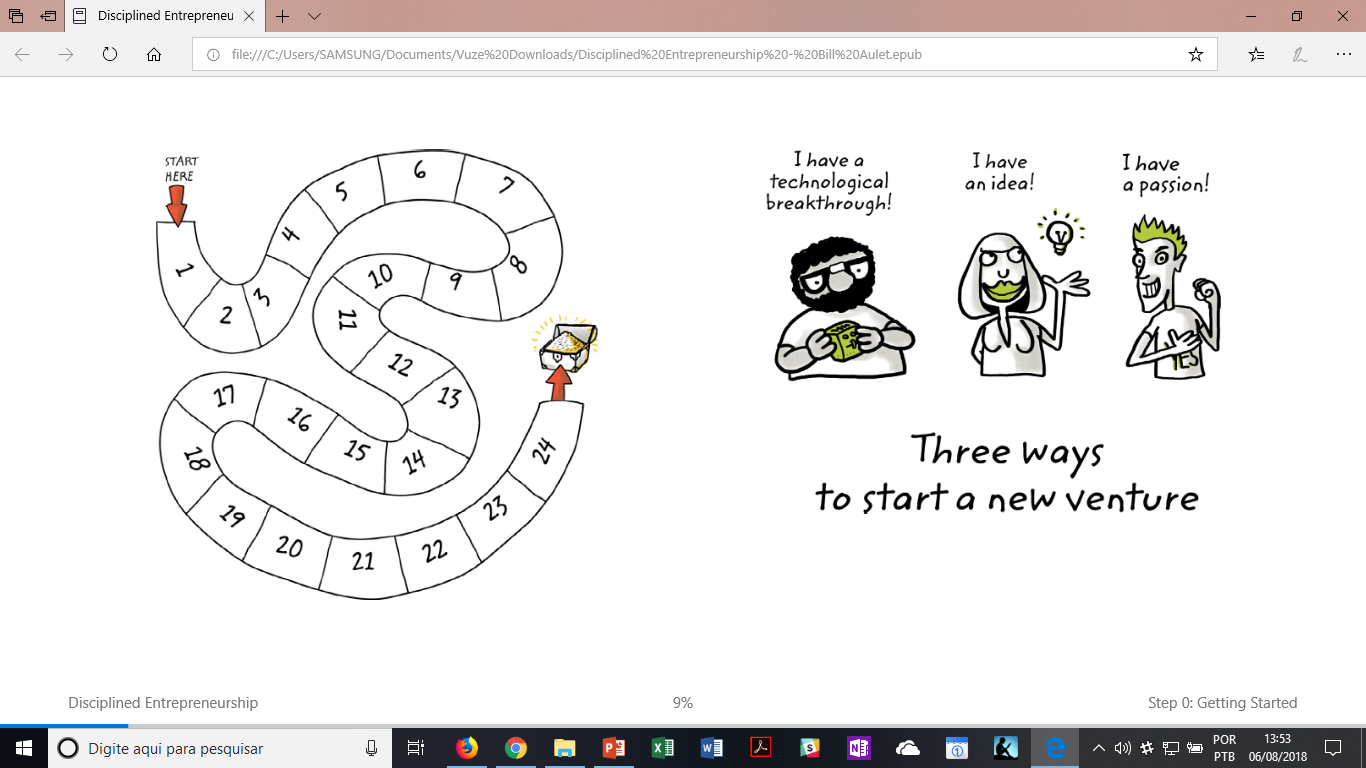 Disciplined Entrepreneu
file:///C:/Users/SAMSUNG/Documents/Vuze%20Downloads/Disciplined%20Entrepreneurship%20-%20Bill%20Aulet.epub
START
HERE
1
2
3
4
5
6
7
8
9
10
11
12
13
14
15
16
17
18
19
20
21
22
23
24
I have a
technological
breakthrough!
I have
an idea!
I have
a passion!
YES
Three ways
to start a new venture
Disciplined Entrepreneurship
9%
Step 0: Getting Started
Digite aqui para pesquisar
POR
PTB
13:53
06/08/2018